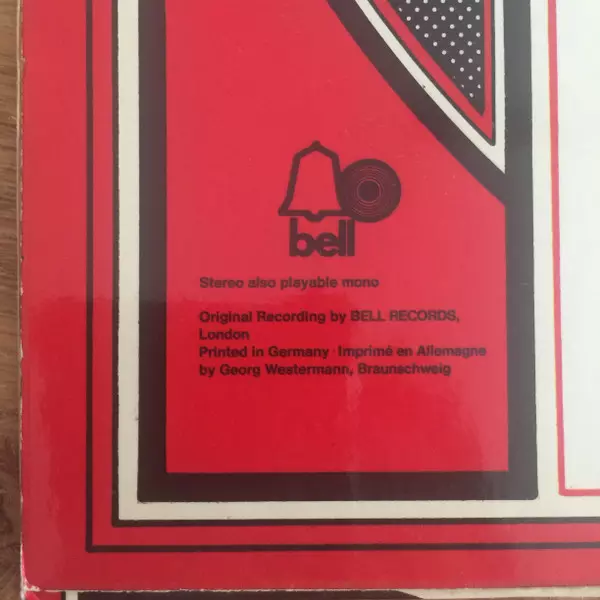 bell
Stereo also playable mono
Original Recording by BELL RECORDS,
London
Printed in Germany · Imprimé en Allemagne
by Georg Westermann, Braunschweig